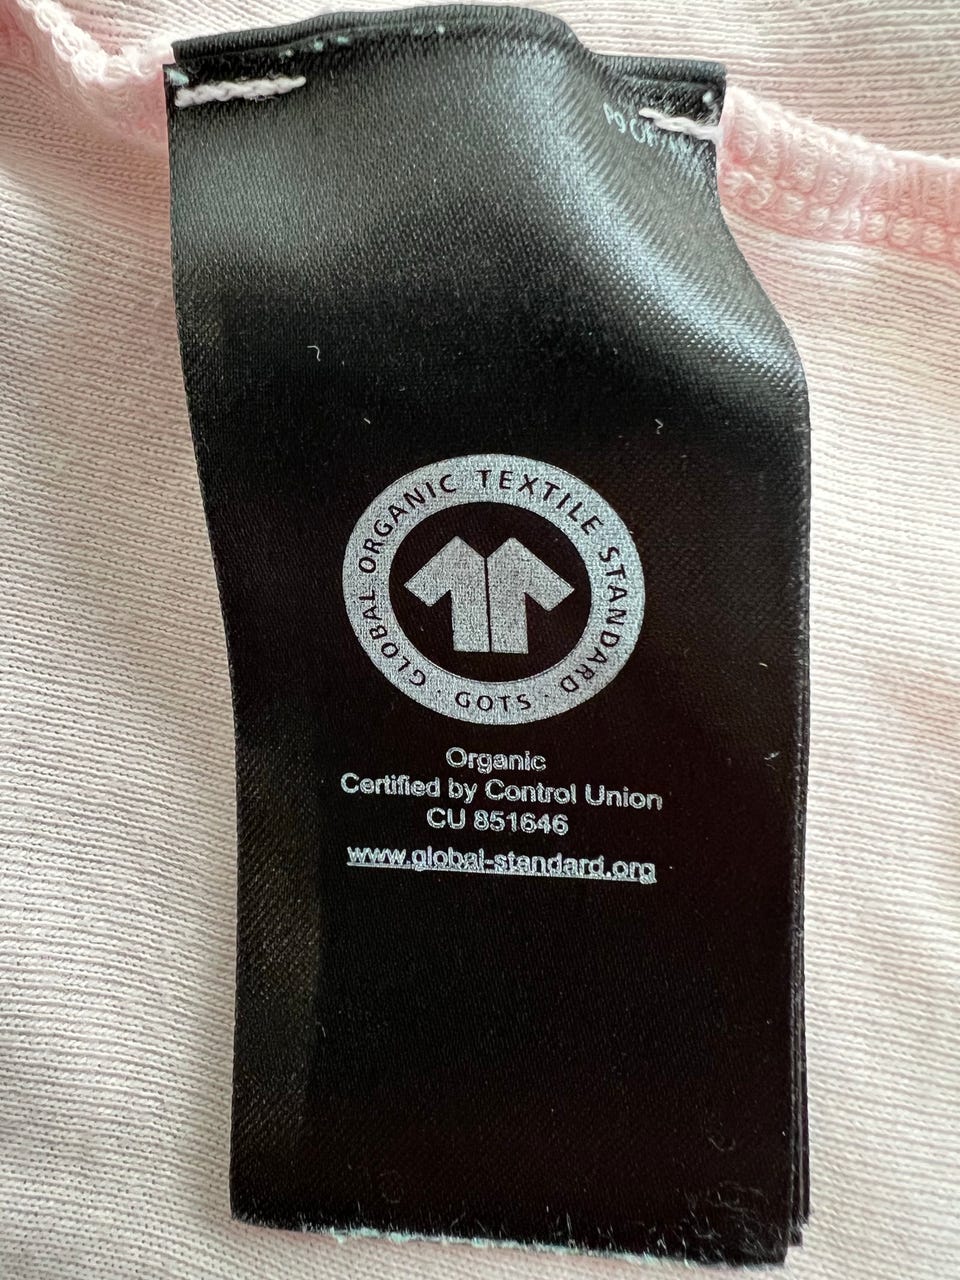 GLOBAL ORGANIC TEXTILE STANDARD · GOTS ·
Organic
Certified by Control Union
CU 851646
www.global-standard.org